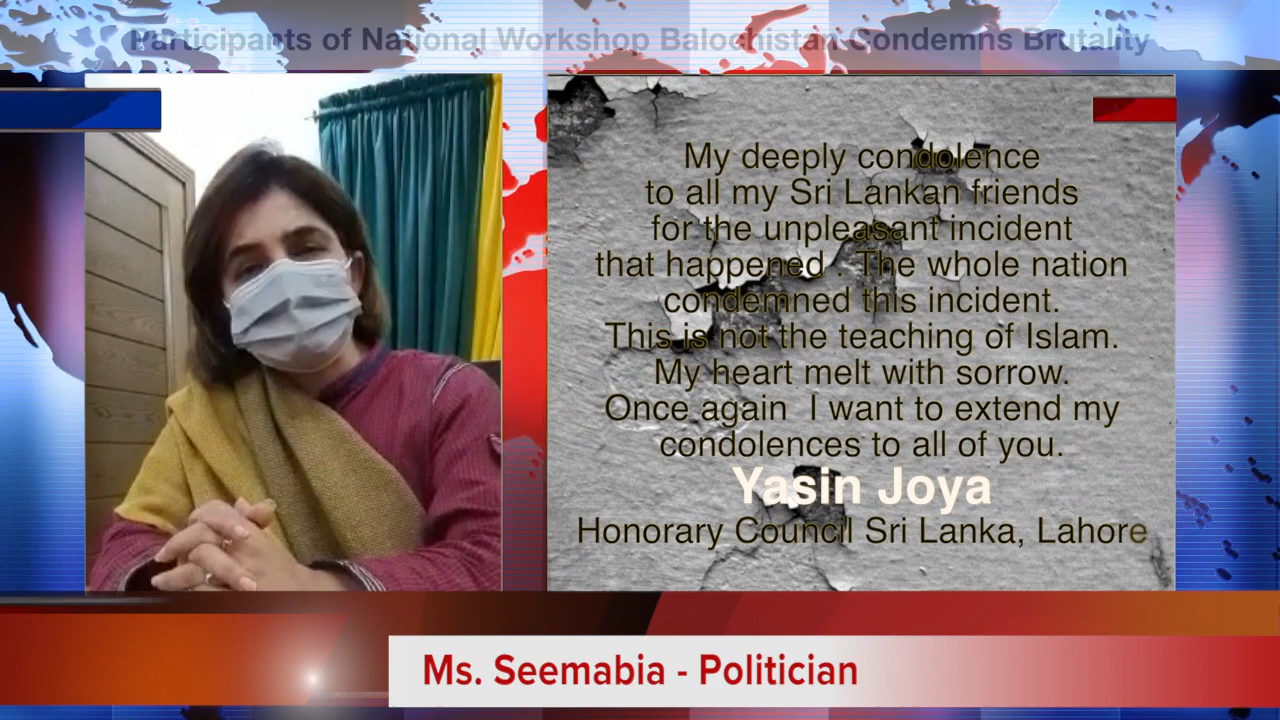 Participants of National Workshop Balochistan Condemns Brutality
My deeply condolence
to all my Sri Lankan friends
for the unpleasant incident
that happened . The whole nation
condemned this incident.
This is not the teaching of Islam.
My heart melt with sorrow.
Once again I want to extend my
condolences to all of you.
Yasin Joya
Honorary Council Sri Lanka, Lahore
Ms. Seemabia - Politician